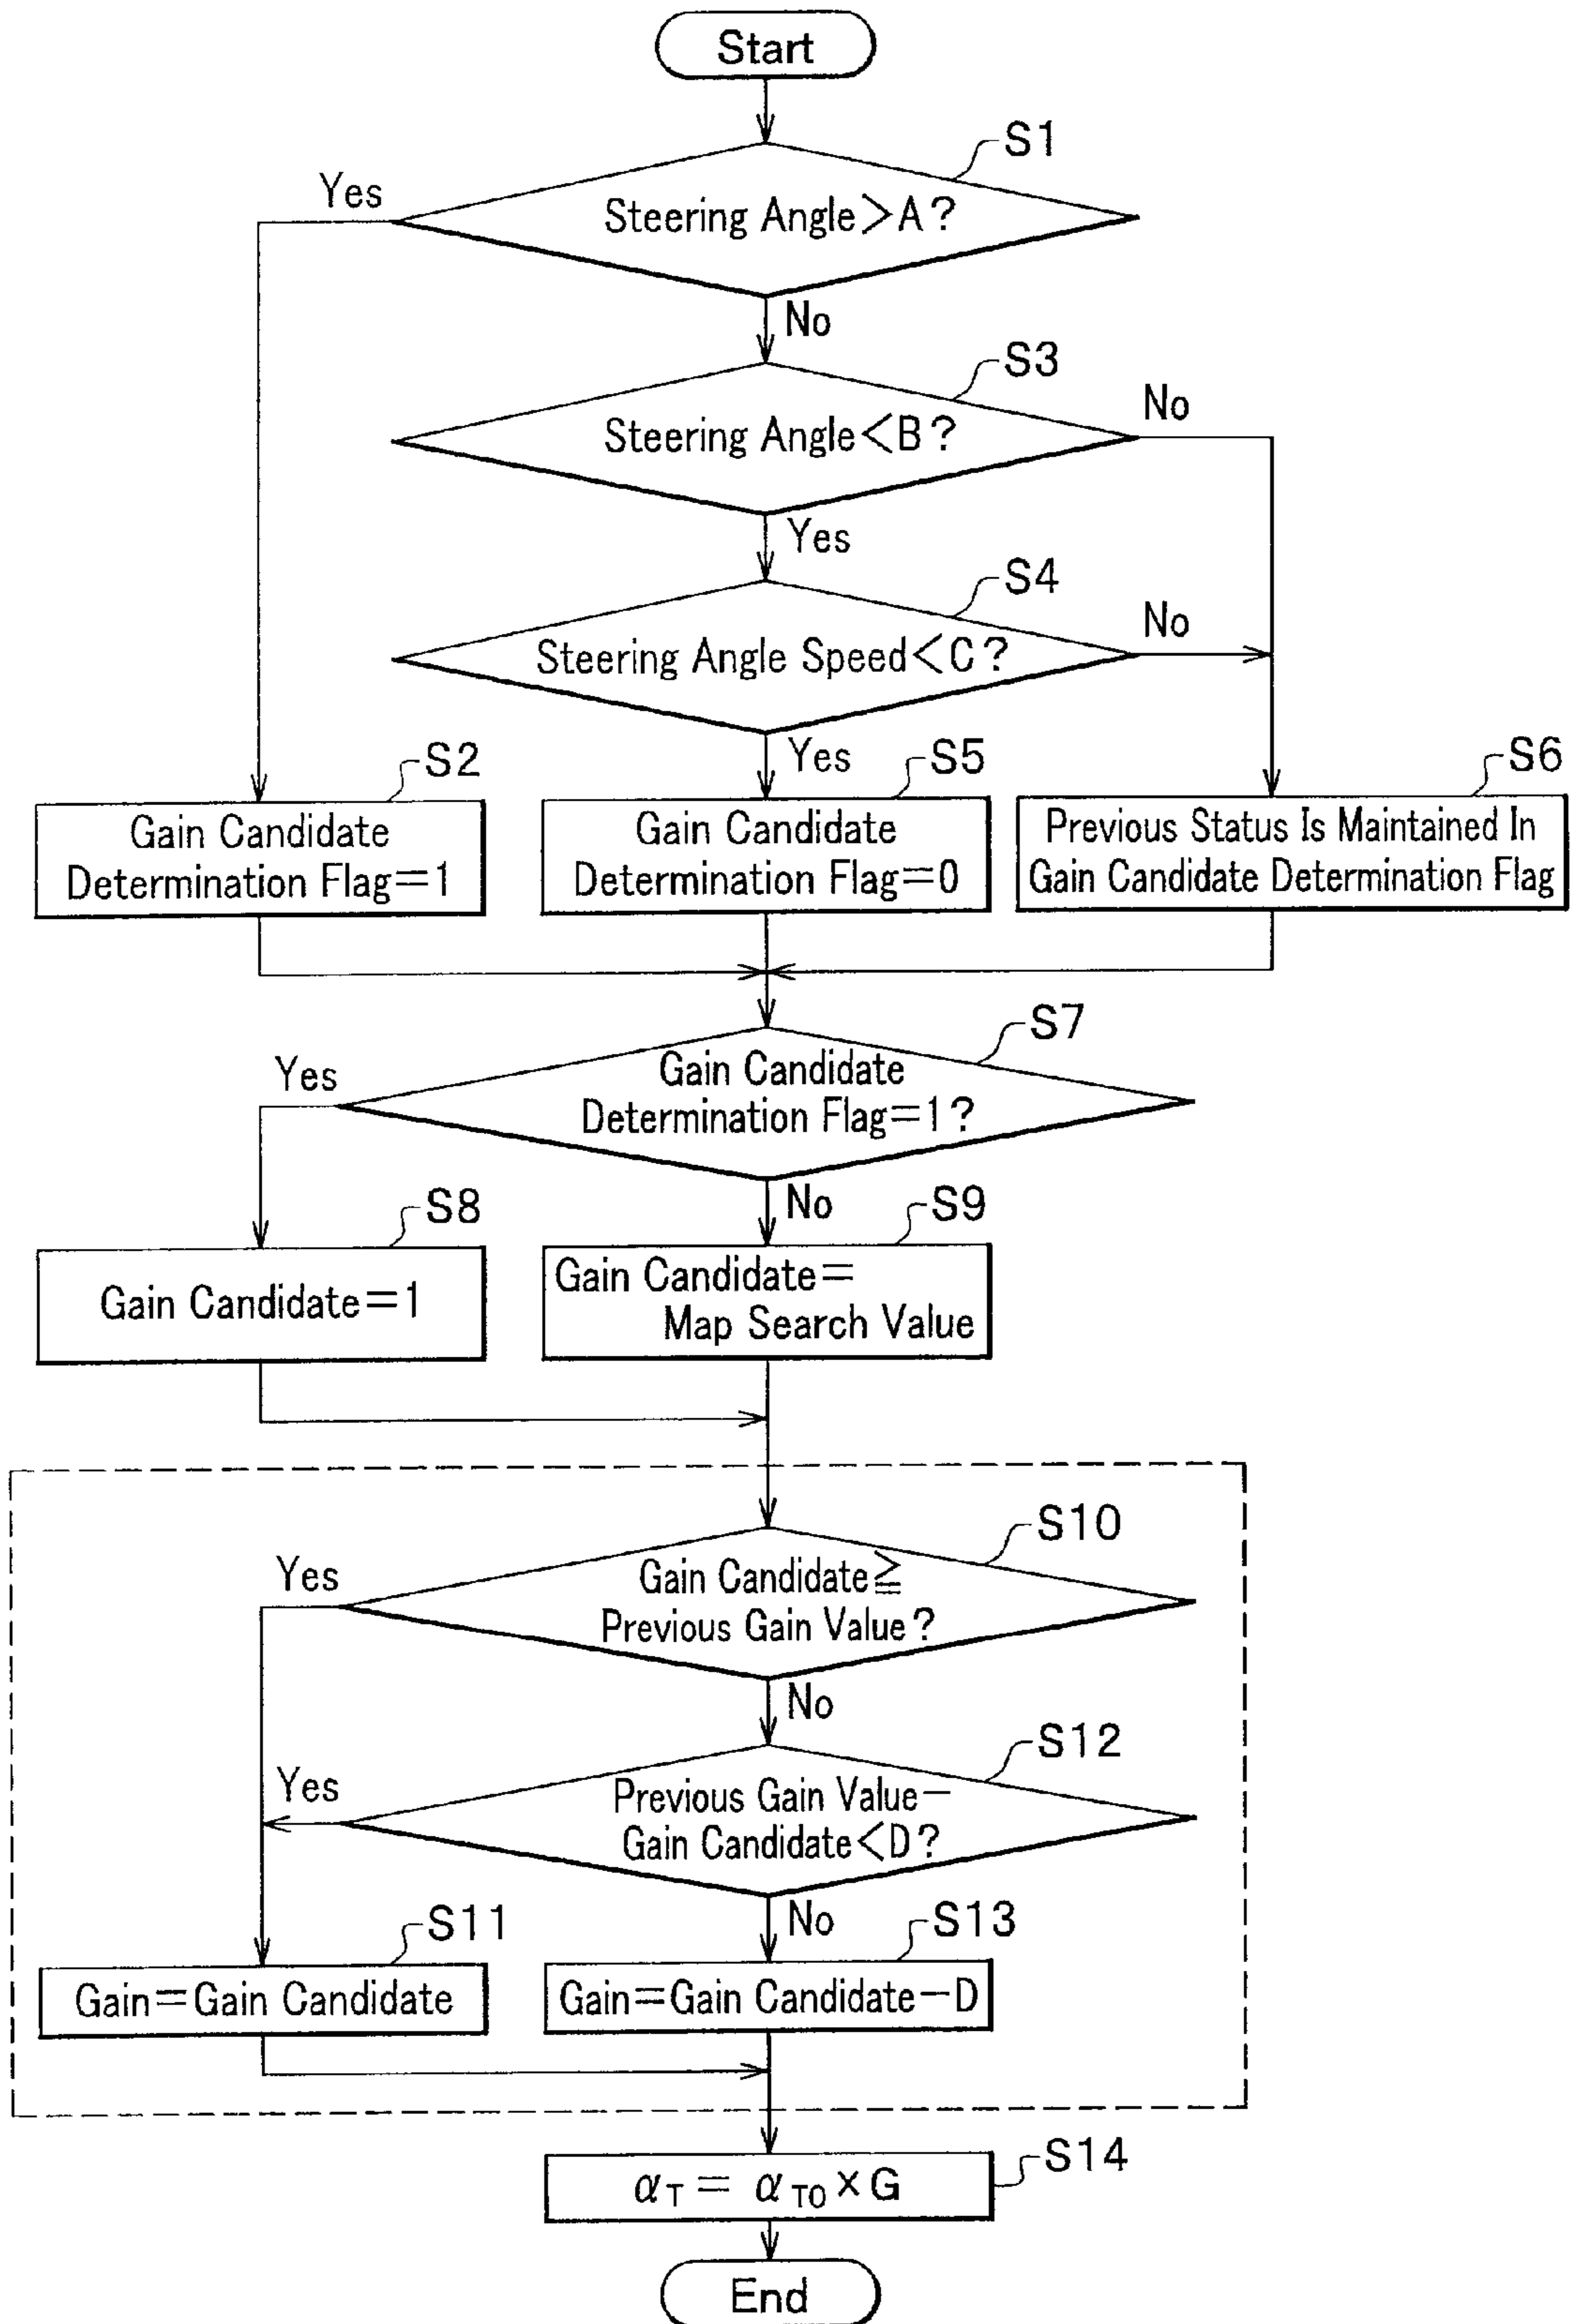 Start
S1
Yes
Steering Angle>A?
No
S3
No
Steering Angle<B?
Yes
S4
No
Steering Angle Speed<C?
Yes
S2
S5
S6
Gain Candidate
Determination Flag=1
Gain Candidate
Determination Flag=0
Previous Status Is Maintained In
Gain Candidate Determination Flag
S7
Yes
Gain Candidate
Determination Flag=1?
No
S8
S9
Gain Candidate=1
Gain Candidate=
Map Search Value
S10
Yes
Gain Candidate≧
Previous Gain Value?
No
S12
Yes
Previous Gain Value−
Gain Candidate<D?
No
S11
S13
Gain=Gain Candidate
Gain=Gain Candidate−D
S14
αT = αT0 × G
End